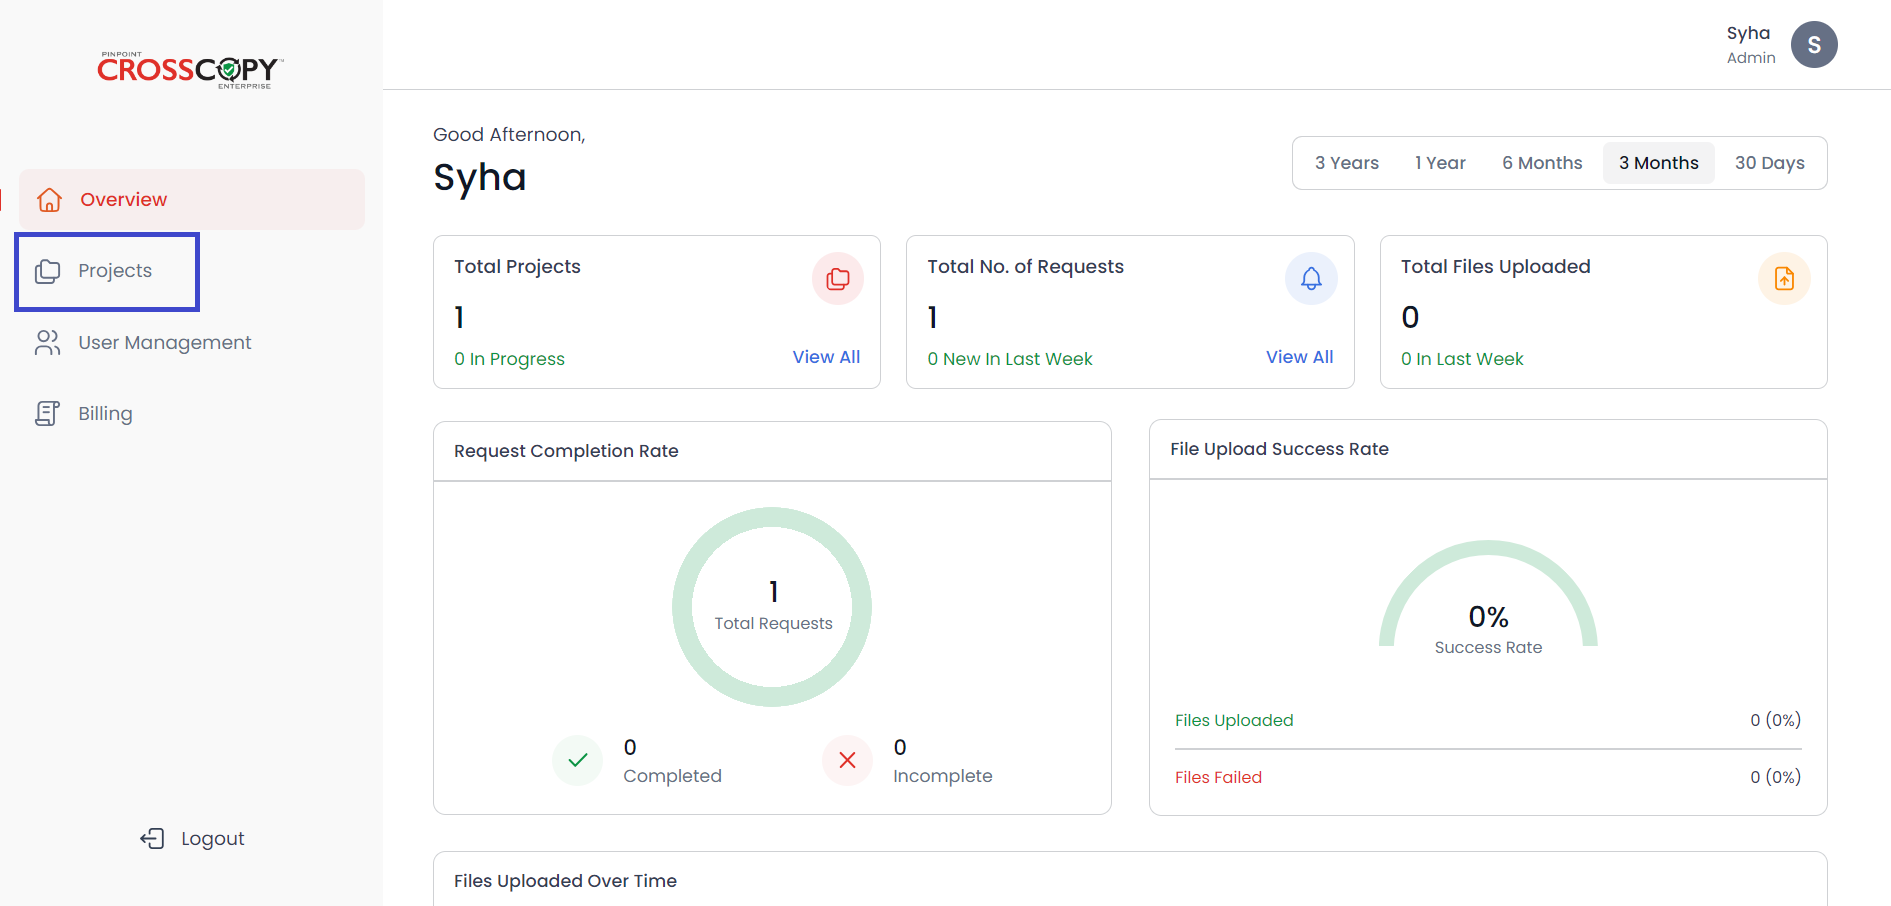 PINPOINT
CROSSCOPY™
ENTERPRISE
Overview
Projects
User Management
Billing
Logout
Syha
Admin
S
Good Afternoon,
Syha
3 Years 1 Year 6 Months 3 Months 30 Days
Total Projects
1
0 In Progress View All
Total No. of Requests
1
0 New In Last Week View All
Total Files Uploaded
0
0 In Last Week
Request Completion Rate
1
Total Requests
0
Completed
0
Incomplete
File Upload Success Rate
0%
Success Rate
Files Uploaded 0 (0%)
Files Failed 0 (0%)
Files Uploaded Over Time